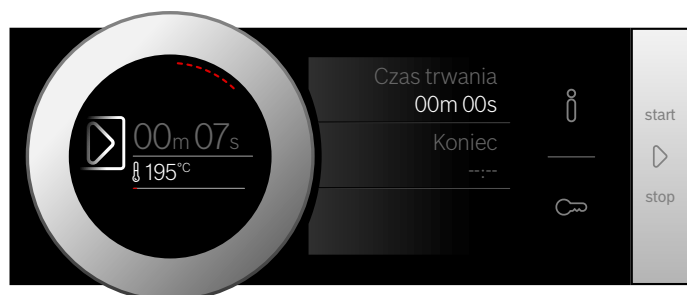 00m 07s
195°C
Czas trwania
00m 00s
Koniec
--:--
start
stop